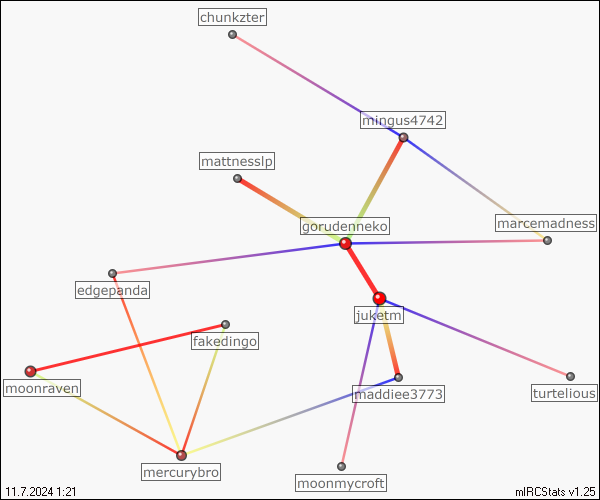 chunkzter
mingus4742
mattnesslp
gorudenneko
marcemadness
edgepanda
juketm
fakedingo
moonraven
maddiee3773
turtelious
mercurybro
moonmycroft
11.7.2024 1:21
mIRCStats v1.25